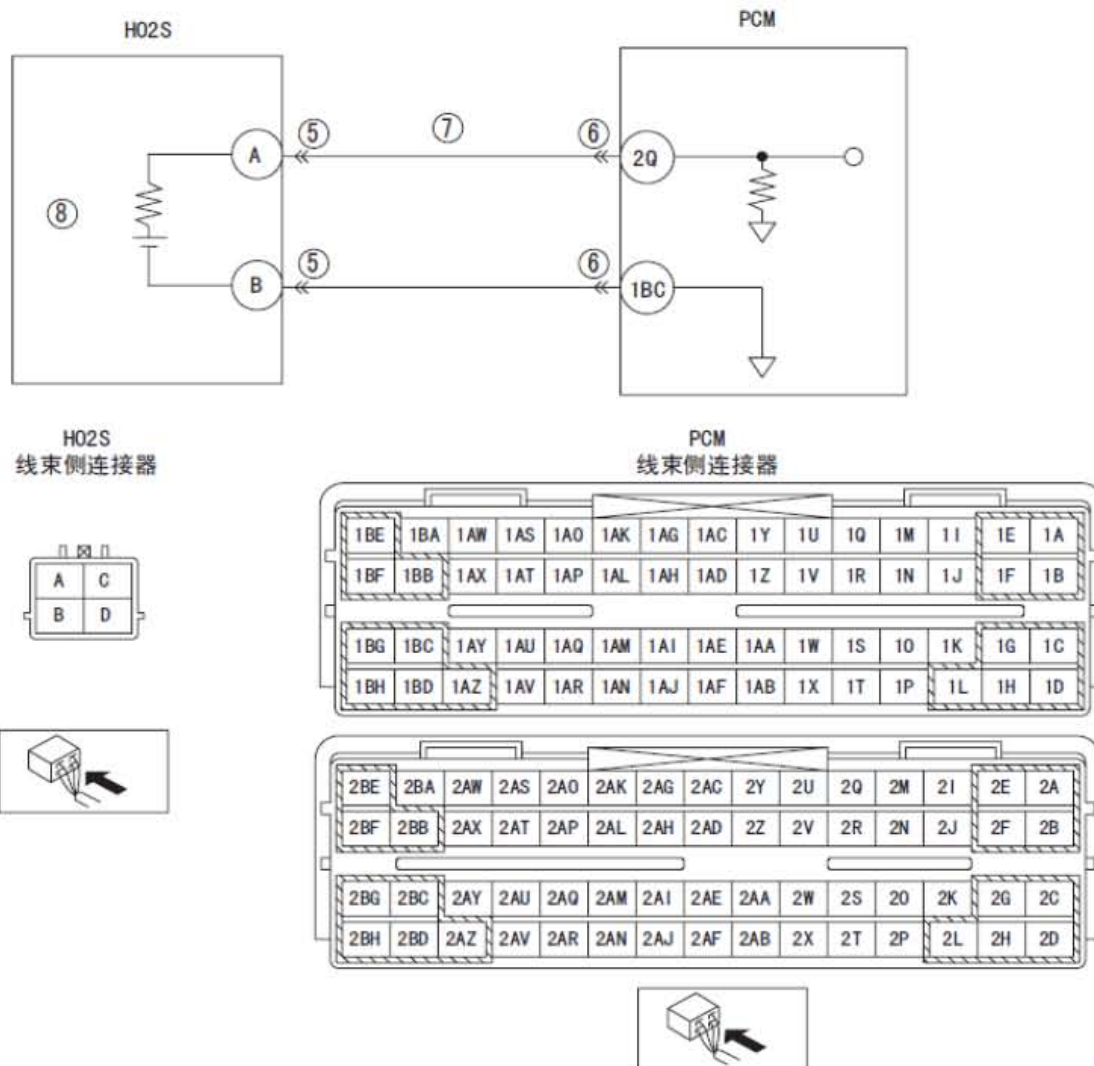 HO2S
PCM
⑤ ⑦ ⑥
A 2Q
⑧
⑤ ⑥
B 1BC
HO2S
线束侧连接器
PCM
线束侧连接器
A C
B D
1BE 1BA 1AW 1AS 1AO 1AK 1AG 1AC 1Y 1U 1Q 1M 1I 1E 1A
1BF 1BB 1AX 1AT 1AP 1AL 1AH 1AD 1Z 1V 1R 1N 1J 1F 1B
1BG 1BC 1AY 1AU 1AQ 1AM 1AI 1AE 1AA 1W 1S 1O 1K 1G 1C
1BH 1BD 1AZ 1AV 1AR 1AN 1AJ 1AF 1AB 1X 1T 1P 1L 1H 1D
2BE 2BA 2AW 2AS 2AO 2AK 2AG 2AC 2Y 2U 2Q 2M 2I 2E 2A
2BF 2BB 2AX 2AT 2AP 2AL 2AH 2AD 2Z 2V 2R 2N 2J 2F 2B
2BG 2BC 2AY 2AU 2AQ 2AM 2AI 2AE 2AA 2W 2S 2O 2K 2G 2C
2BH 2BD 2AZ 2AV 2AR 2AN 2AJ 2AF 2AB 2X 2T 2P 2L 2H 2D